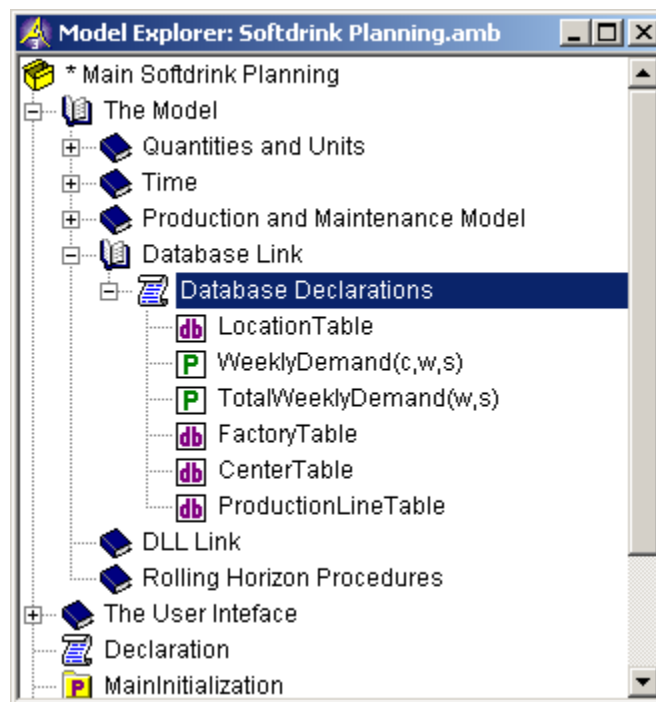 Model Explorer: Softdrink Planning.amb
* Main Softdrink Planning
The Model
Quantities and Units
Time
Production and Maintenance Model
Database Link
Database Declarations
db LocationTable
P WeeklyDemand(c,w,s)
P TotalWeeklyDemand(w,s)
db FactoryTable
db CenterTable
db ProductionLineTable
DLL Link
Rolling Horizon Procedures
The User Inteface
Declaration
P MainInitialization